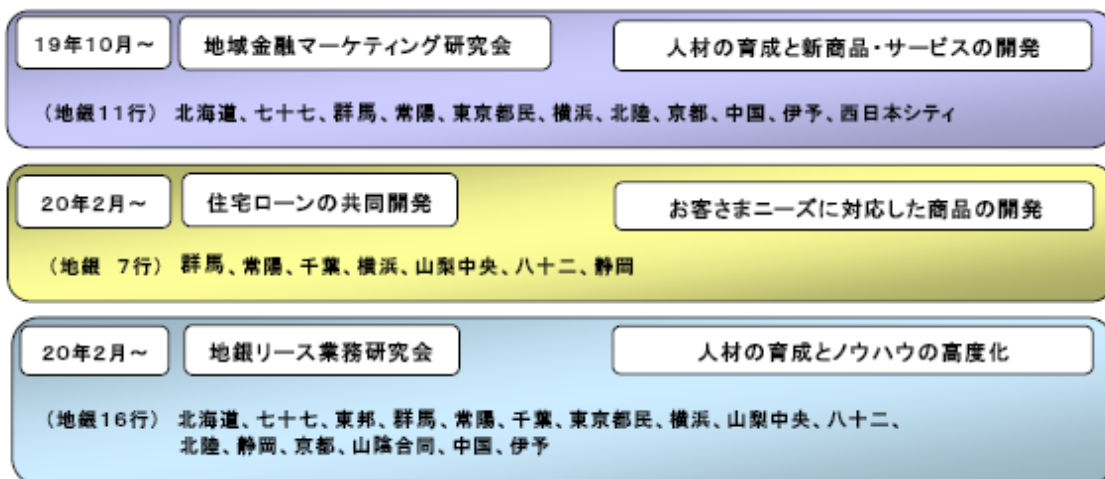 19年10月～ 地域金融マーケティング研究会 人材の育成と新商品・サービスの開発
（地銀11行） 北海道、七十七、群馬、常陽、東京都民、横浜、北陸、京都、中国、伊予、西日本シティ
20年2月～ 住宅ローンの共同開発 お客さまニーズに対応した商品の開発
（地銀 7行） 群馬、常陽、千葉、横浜、山梨中央、八十二、静岡
20年2月～ 地銀リース業務研究会 人材の育成とノウハウの高度化
（地銀16行） 北海道、七十七、東邦、群馬、常陽、千葉、東京都民、横浜、山梨中央、八十二、
北陸、静岡、京都、山陰合同、中国、伊予